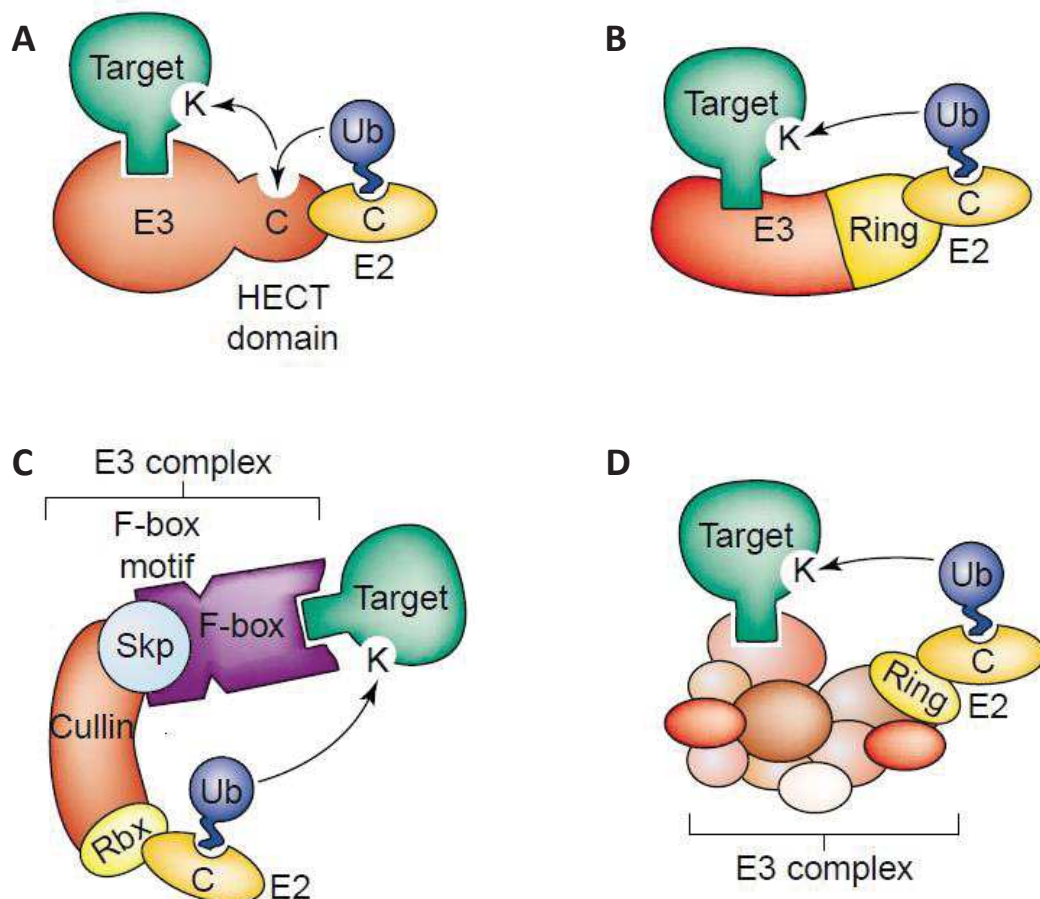 A
Target
K
Ub
E3
C
C
E2
HECT
domain
B
Target
K
Ub
E3
Ring
C
E2
C
E3 complex
F-box
motif
Skp
F-box
Target
K
Cullin
Ub
Rbx
C
E2
D
Target
K
Ub
C
Ring
E2
E3 complex